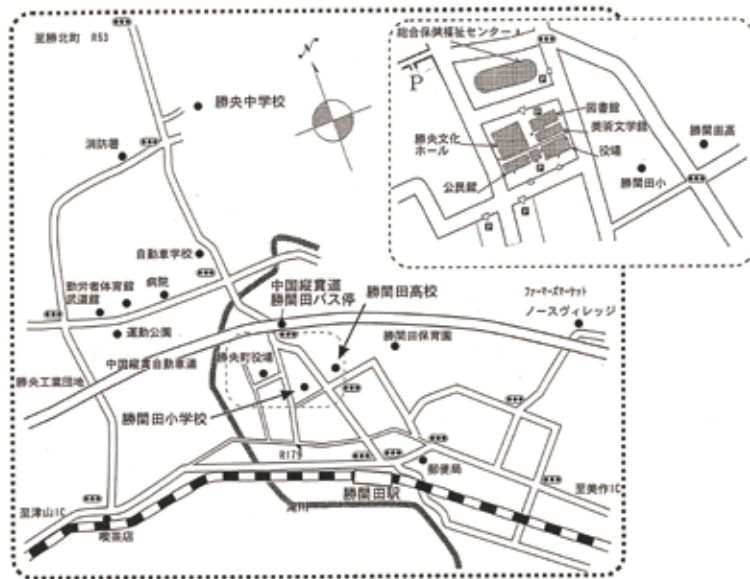 至勝北町 R53
N
勝央中学校
消防署
自動車学校
勤労者体育館
武道館
病院
運動公園
中国縦貫道
勝間田バス停
勝間田高校
ファーマーズマーケット
ノースヴィレッジ
勝間田保育園
中国縦貫自動車道
勝央町役場
勝央工業団地
勝間田小学校
R179
郵便局
勝間田駅
滝川
至美作IC
至津山IC
喫茶店
総合保健福祉センター
P
P
図書館
美術文学館
役場
勝央文化
ホール
公民館
P
P
P
P
勝間田高
勝間田小